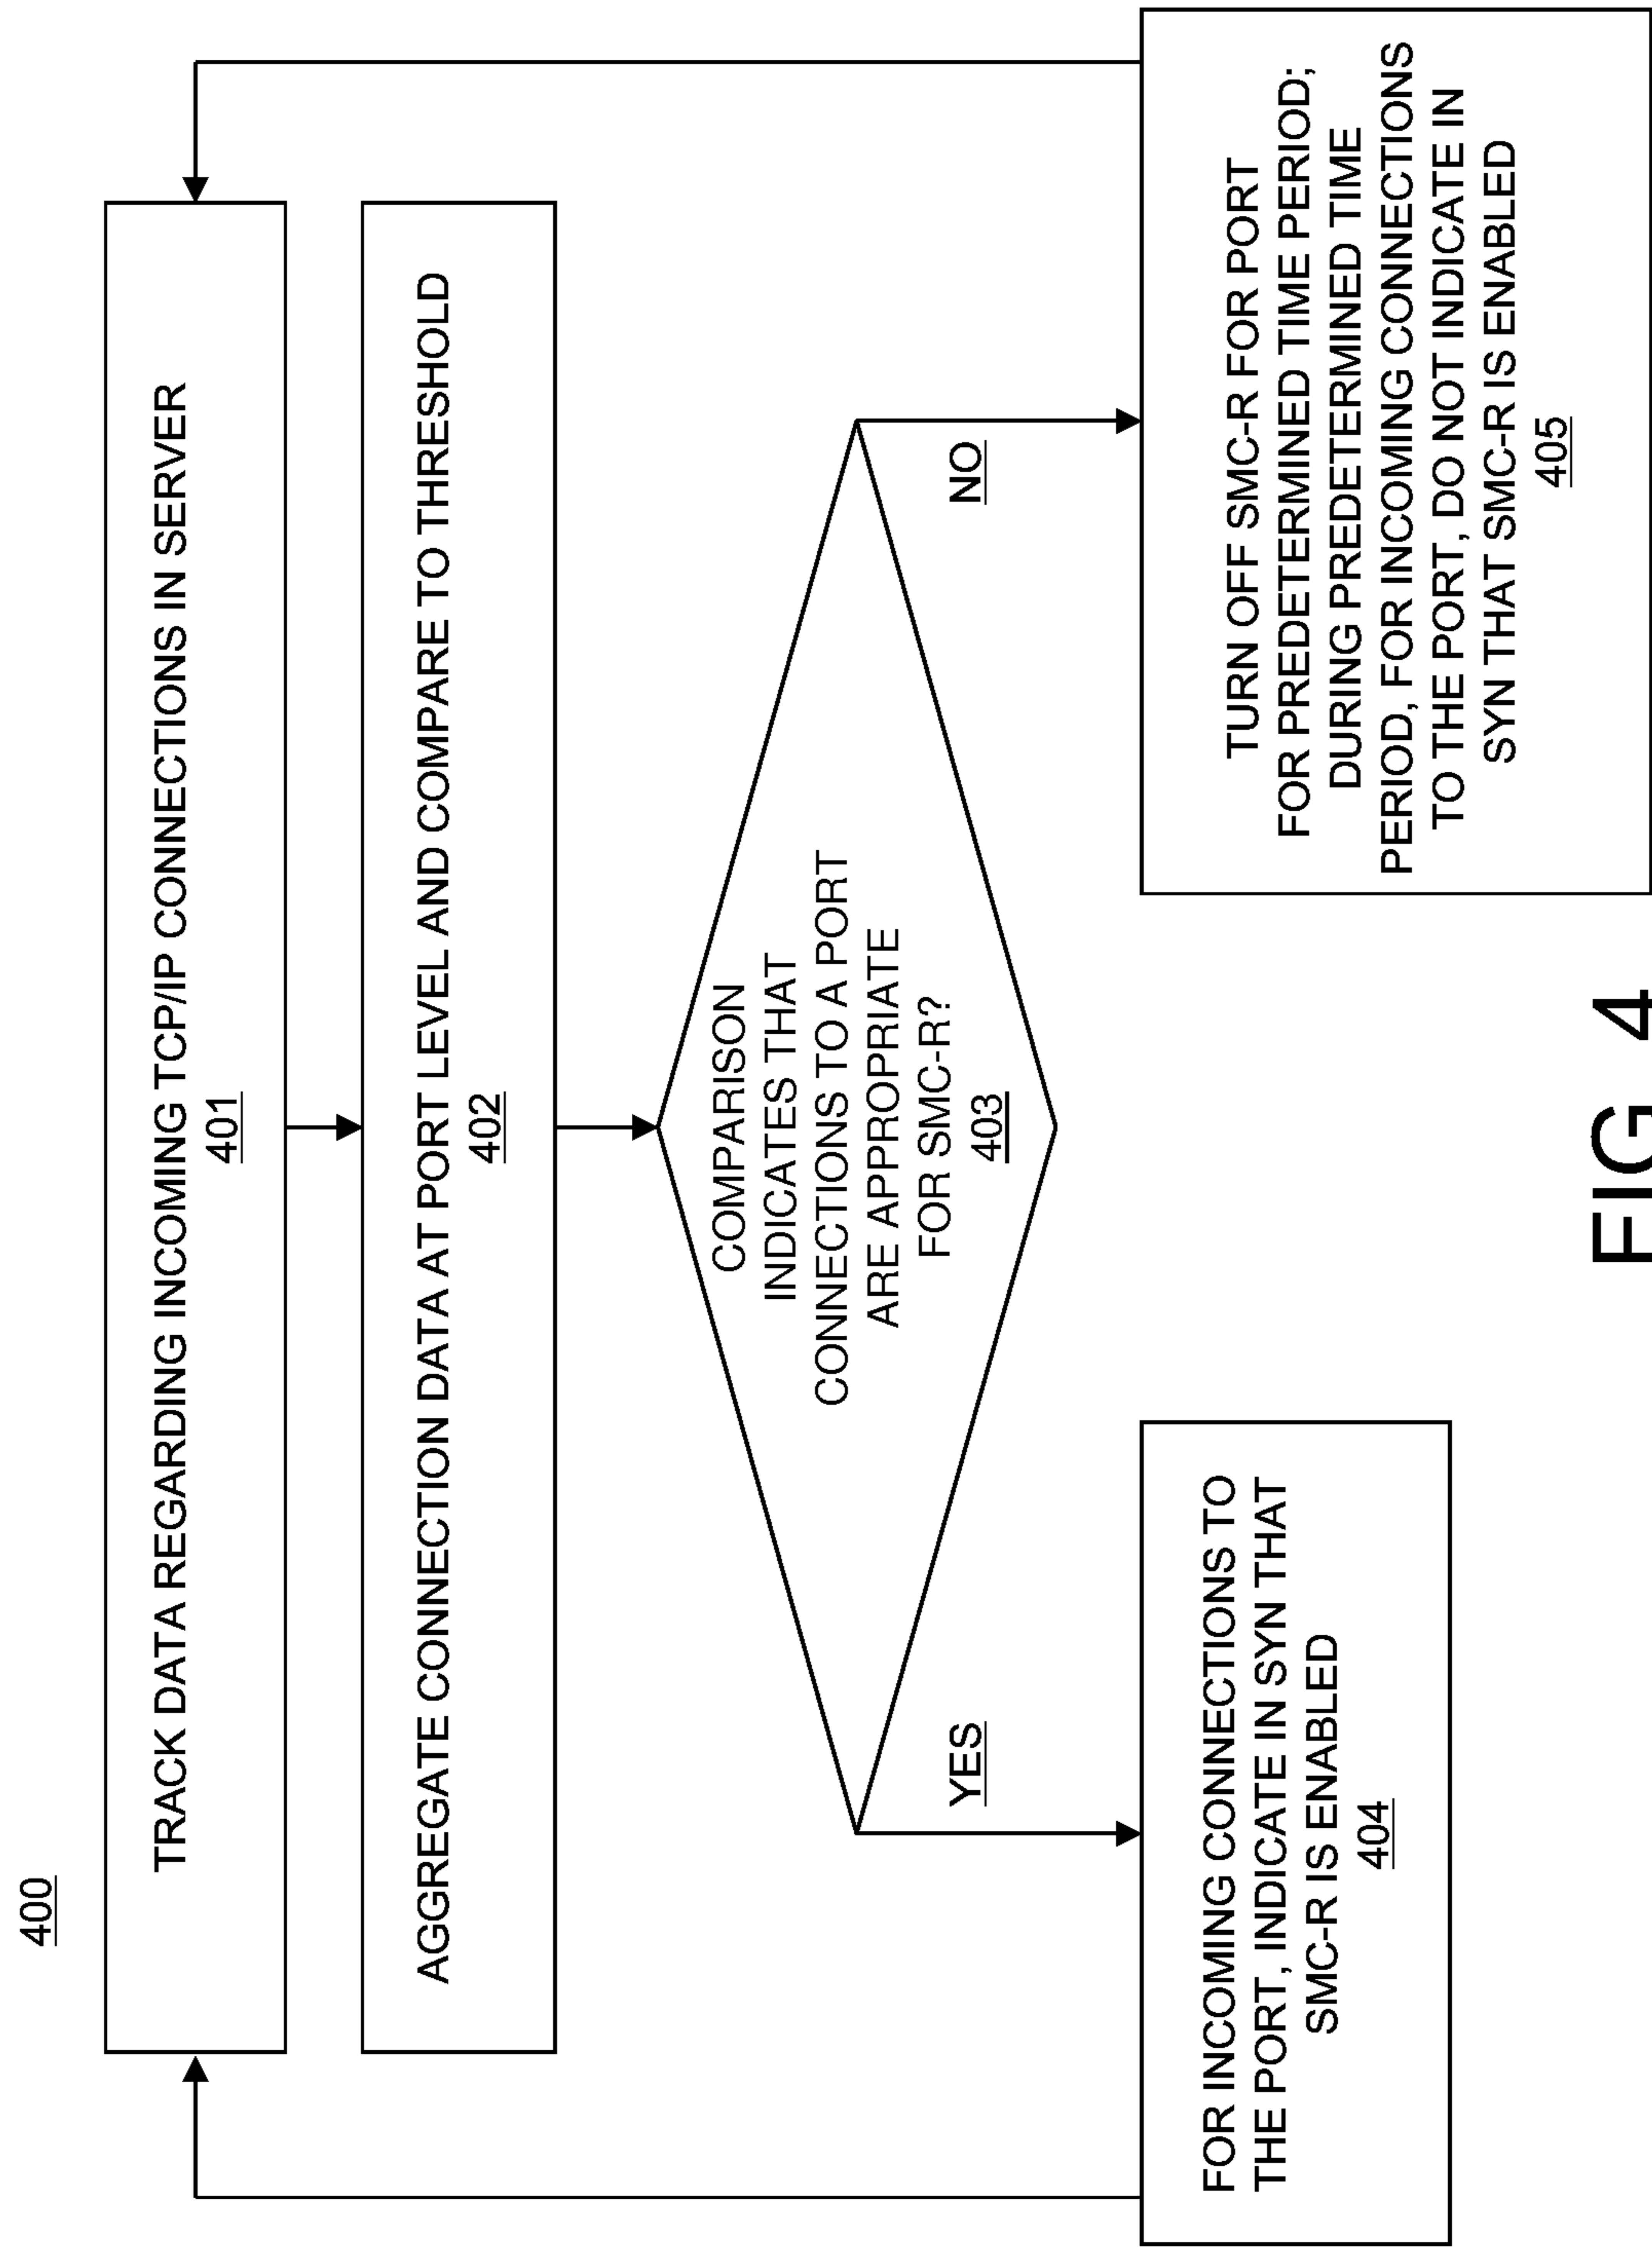 400
TRACK DATA REGARDING INCOMING TCP/IP CONNECTIONS IN SERVER
401
AGGREGATE CONNECTION DATA AT PORT LEVEL AND COMPARE TO THRESHOLD
402
COMPARISON
INDICATES THAT
CONNECTIONS TO A PORT
ARE APPROPRIATE
FOR SMC-R?
403
YES
NO
FOR INCOMING CONNECTIONS TO
THE PORT, INDICATE IN SYN THAT
SMC-R IS ENABLED
404
TURN OFF SMC-R FOR PORT
FOR PREDETERMINED TIME PERIOD;
DURING PREDETERMINED TIME
PERIOD, FOR INCOMING CONNECTIONS
TO THE PORT, DO NOT INDICATE IN
SYN THAT SMC-R IS ENABLED
405
FIG 4